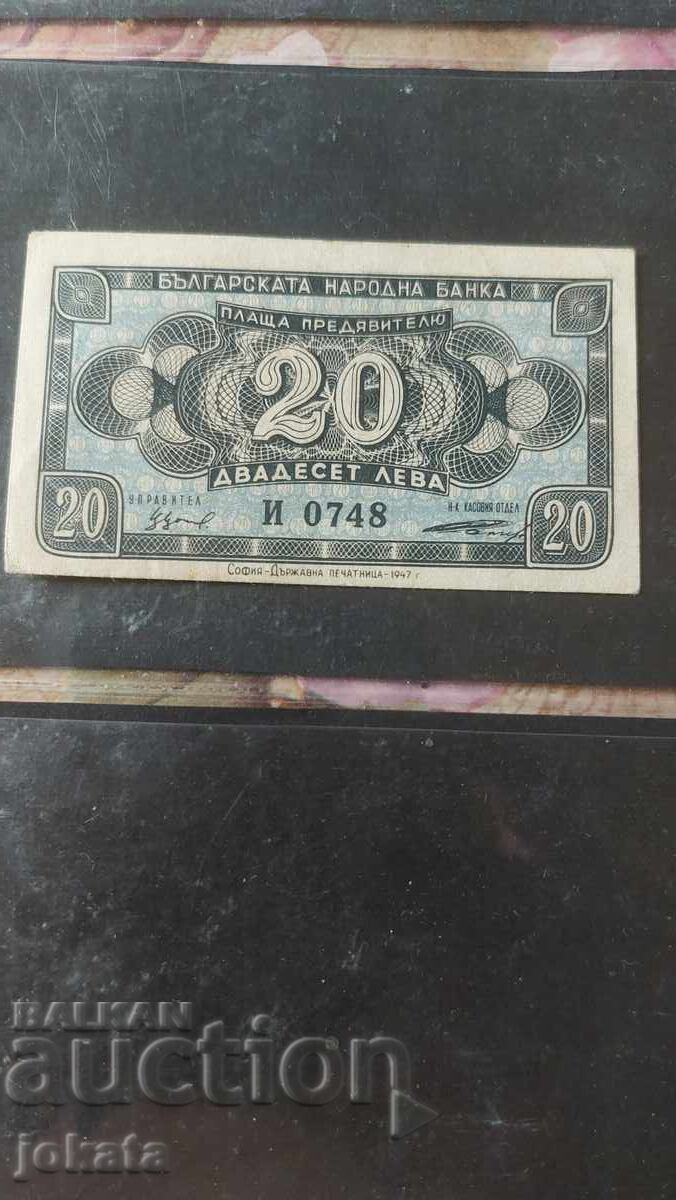 БЪЛГАРСКАТА НАРОДНА БАНКА
ПЛАЩА ПРЕДЯВИТЕЛЮ
20
ДВАДЕСЕТ ЛЕВА
УПРАВИТЕЛ
Н-К КАСОВИЯ ОТДЕЛ
20
И 0748
20
СОФИЯ-ДЪРЖАВНА ПЕЧАТНИЦА-1947 г.
BALKAN
auction
jokata